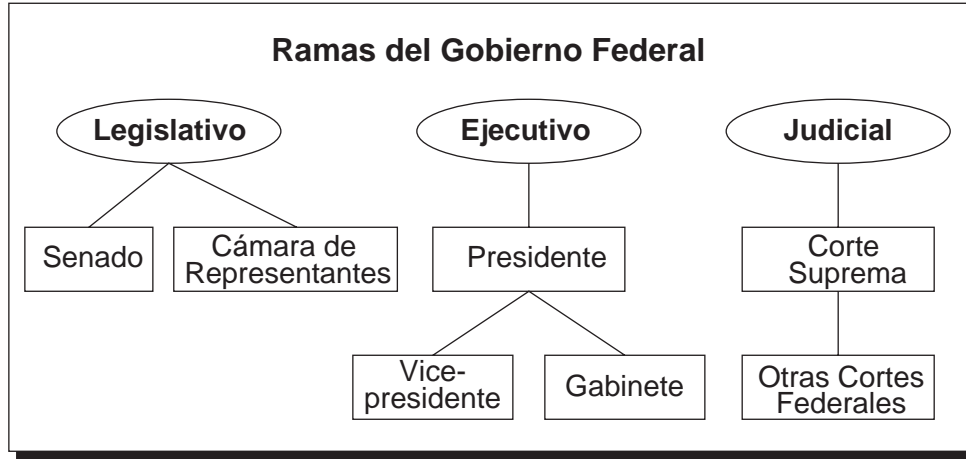 Ramas del Gobierno Federal
Legislativo
Ejecutivo
Judicial
Senado
Cámara de
Representantes
Presidente
Corte
Suprema
Vice-
presidente
Gabinete
Otras Cortes
Federales